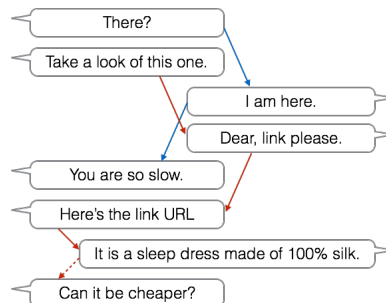 There?
Take a look of this one.
I am here.
Dear, link please.
You are so slow.
Here's the link URL
It is a sleep dress made of 100% silk.
Can it be cheaper?